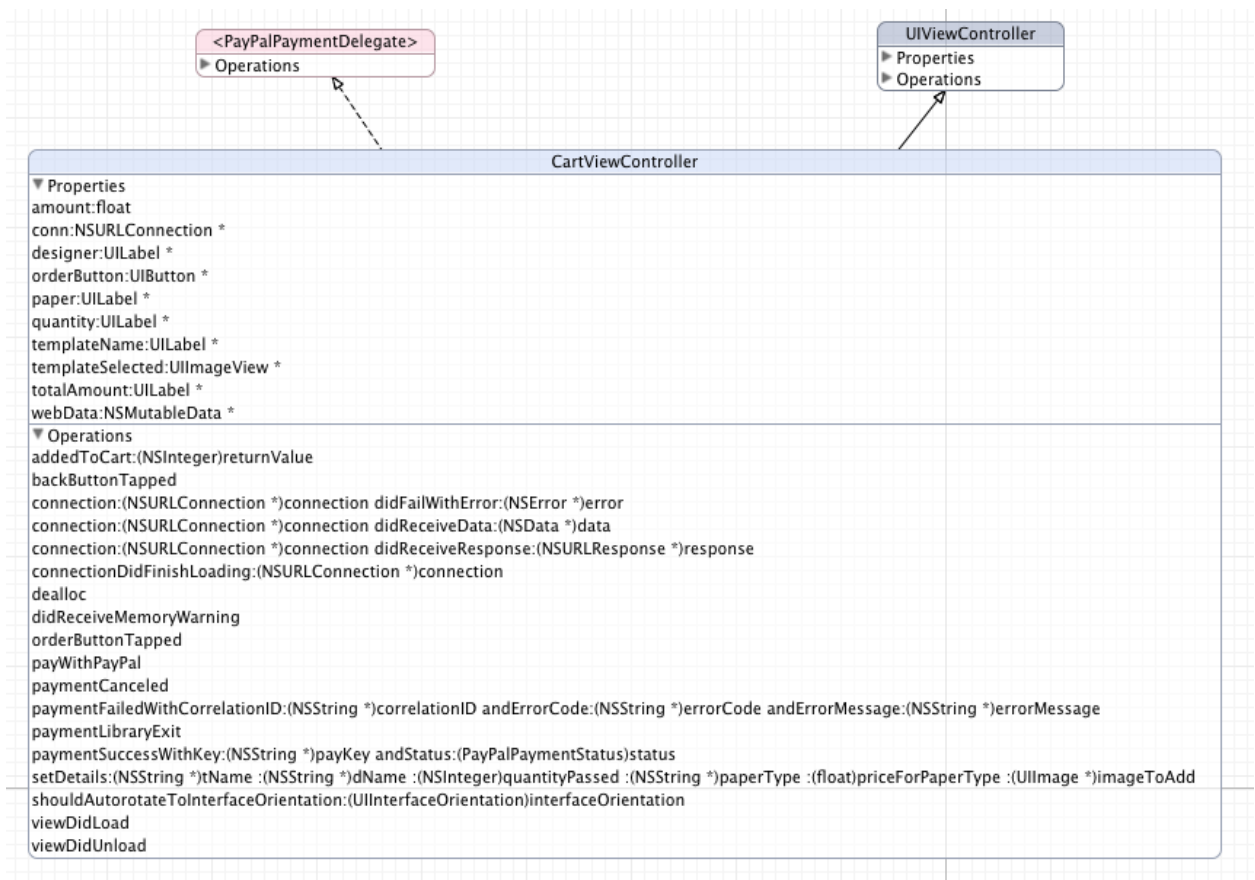 <PayPalPaymentDelegate>
Operations
UIViewController
Properties
Operations
CartViewController
Properties
amount:float
conn:NSURLConnection *
designer:UILabel *
orderButton:UIButton *
paper:UILabel *
quantity:UILabel *
templateName:UILabel *
templateSelected:UIImageView *
totalAmount:UILabel *
webData:NSMutableData *
Operations
addedToCart:(NSInteger)returnValue
backButtonTapped
connection:(NSURLConnection *)connection didFailWithError:(NSError *)error
connection:(NSURLConnection *)connection didReceiveData:(NSData *)data
connection:(NSURLConnection *)connection didReceiveResponse:(NSURLResponse *)response
connectionDidFinishLoading:(NSURLConnection *)connection
dealloc
didReceiveMemoryWarning
orderButtonTapped
payWithPayPal
paymentCanceled
paymentFailedWithCorrelationID:(NSString *)correlationID andErrorCode:(NSString *)errorCode andErrorMessage:(NSString *)errorMessage
paymentLibraryExit
paymentSuccessWithKey:(NSString *)payKey andStatus:(PayPalPaymentStatus)status
setDetails:(NSString *)tName :(NSString *)dName :(NSInteger)quantityPassed :(NSString *)paperType :(float)priceForPaperType :(UIImage *)imageToAdd
shouldAutorotateToInterfaceOrientation:(UIInterfaceOrientation)interfaceOrientation
viewDidLoad
viewDidUnload